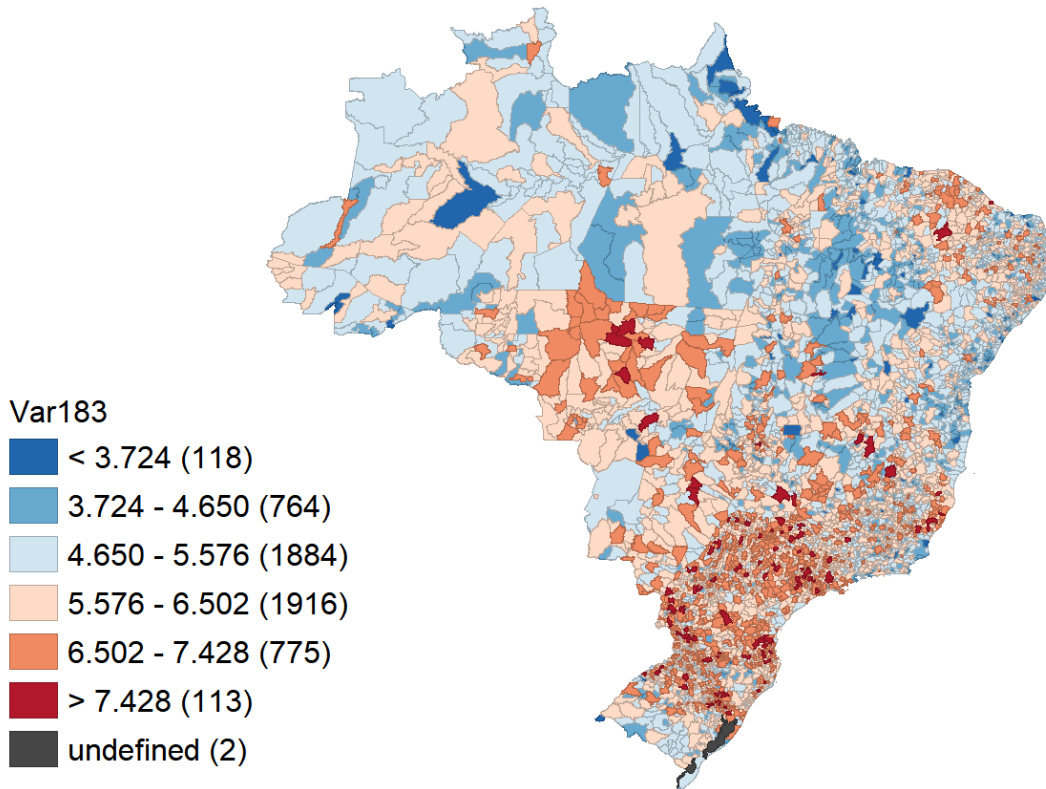 Var183
< 3.724 (118)
3.724 - 4.650 (764)
4.650 - 5.576 (1884)
5.576 - 6.502 (1916)
6.502 - 7.428 (775)
> 7.428 (113)
undefined (2)